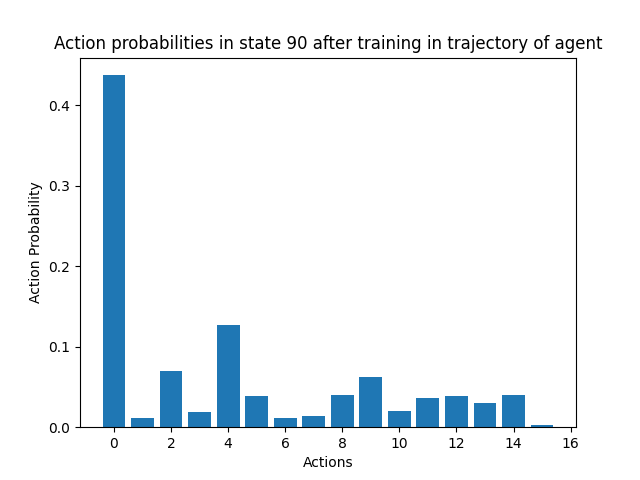 Action probabilities in state 90 after training in trajectory of agent
Action Probability
0.4
0.3
0.2
0.1
0.0
0 2 4 6 8 10 12 14 16
Actions